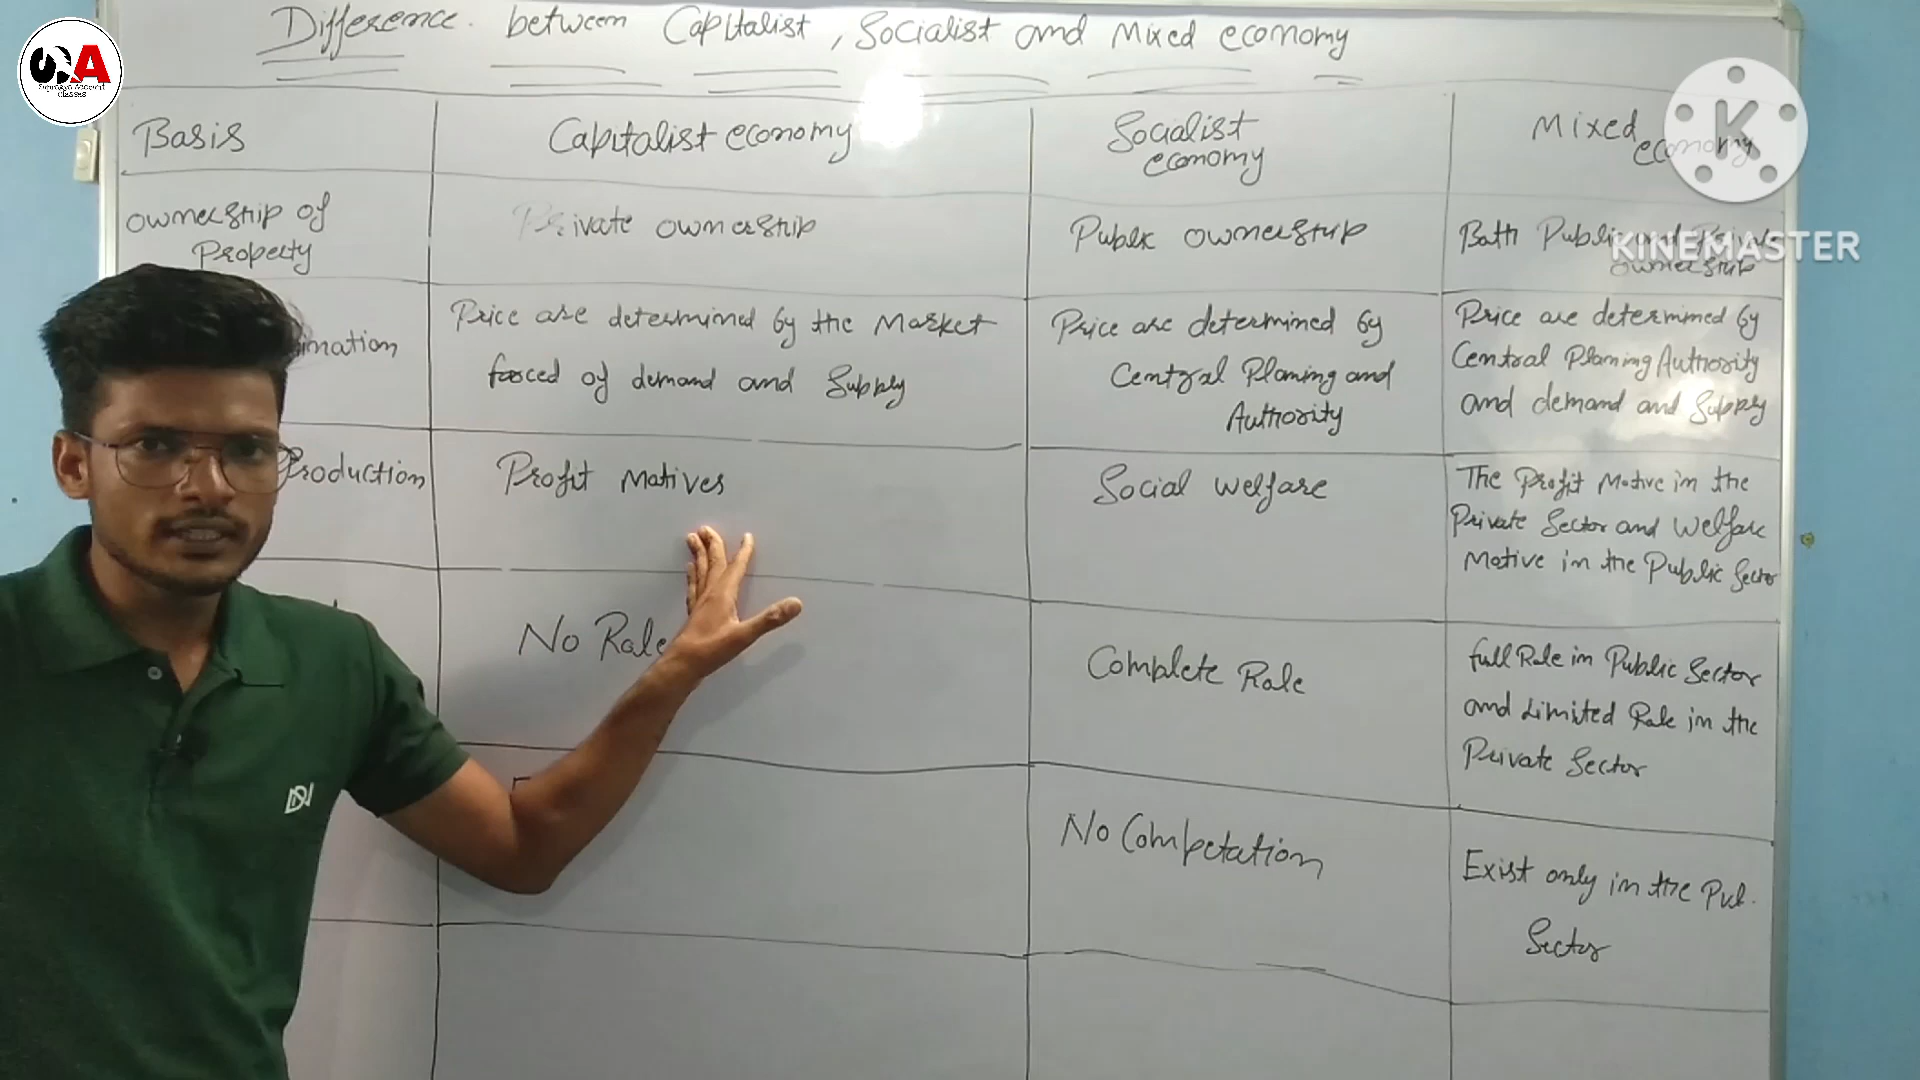 Difference between Capitalist, Socialist and Mixed economy
Basis
Capitalist economy
Socialist
economy
Mixed
economy
ownership of
Property
Private ownership
Public ownership
Both Public and Private
ownership
Price are determined by the Market
forced of demand and Supply
Price are determined by
Central Planing and
Authority
Price are determined by
Central Planing Authority
and demand and Supply
Production
Profit Motives
Social welfare
The Profit Motive in the
Private Sector and Welfare
Motive in the Public Sector
No Role
Complete Role
full Role in Public Sector
and Limited Role in the
Private Sector
No Competation
Exist only in the Pub.
Sector
SQA
classes
K
KINEMASTER